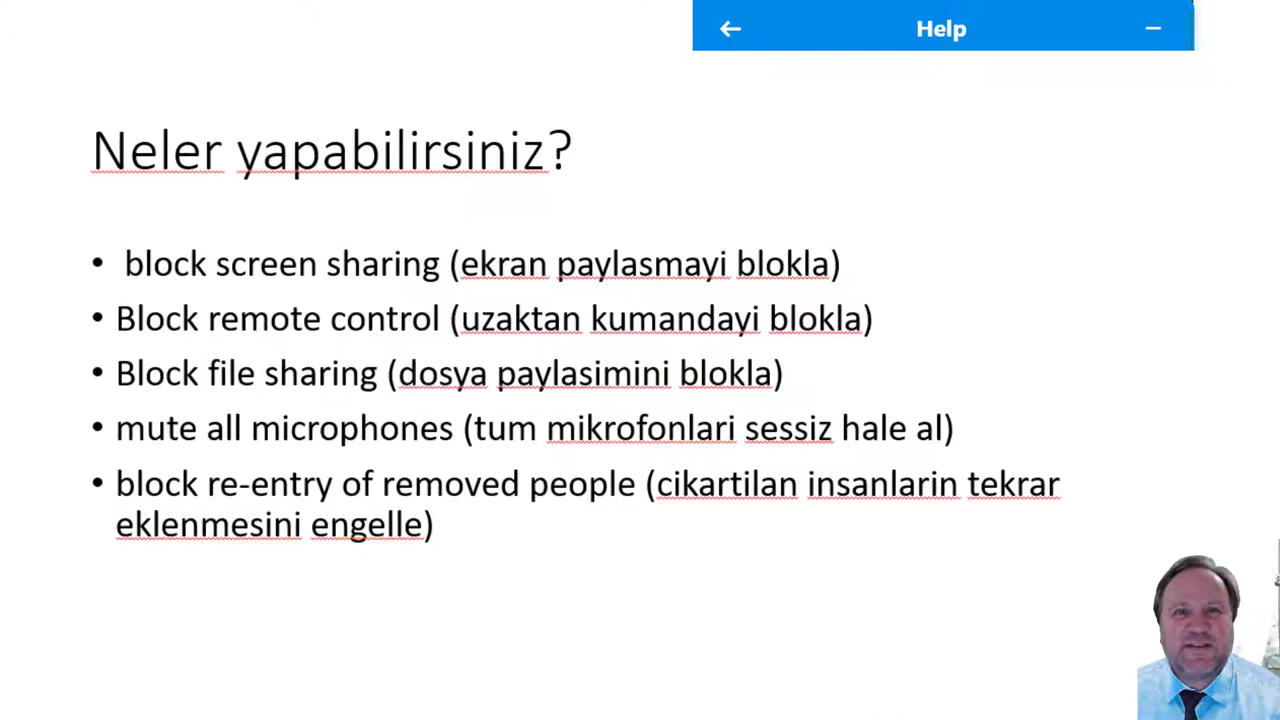 Help
Neler yapabilirsiniz?
• block screen sharing (ekran paylasmayi blokla)
• Block remote control (uzaktan kumandayi blokla)
• Block file sharing (dosya paylasimini blokla)
• mute all microphones (tum mikrofonlari sessiz hale al)
• block re-entry of removed people (cikartilan insanlarin tekrar
eklenmesini engelle)